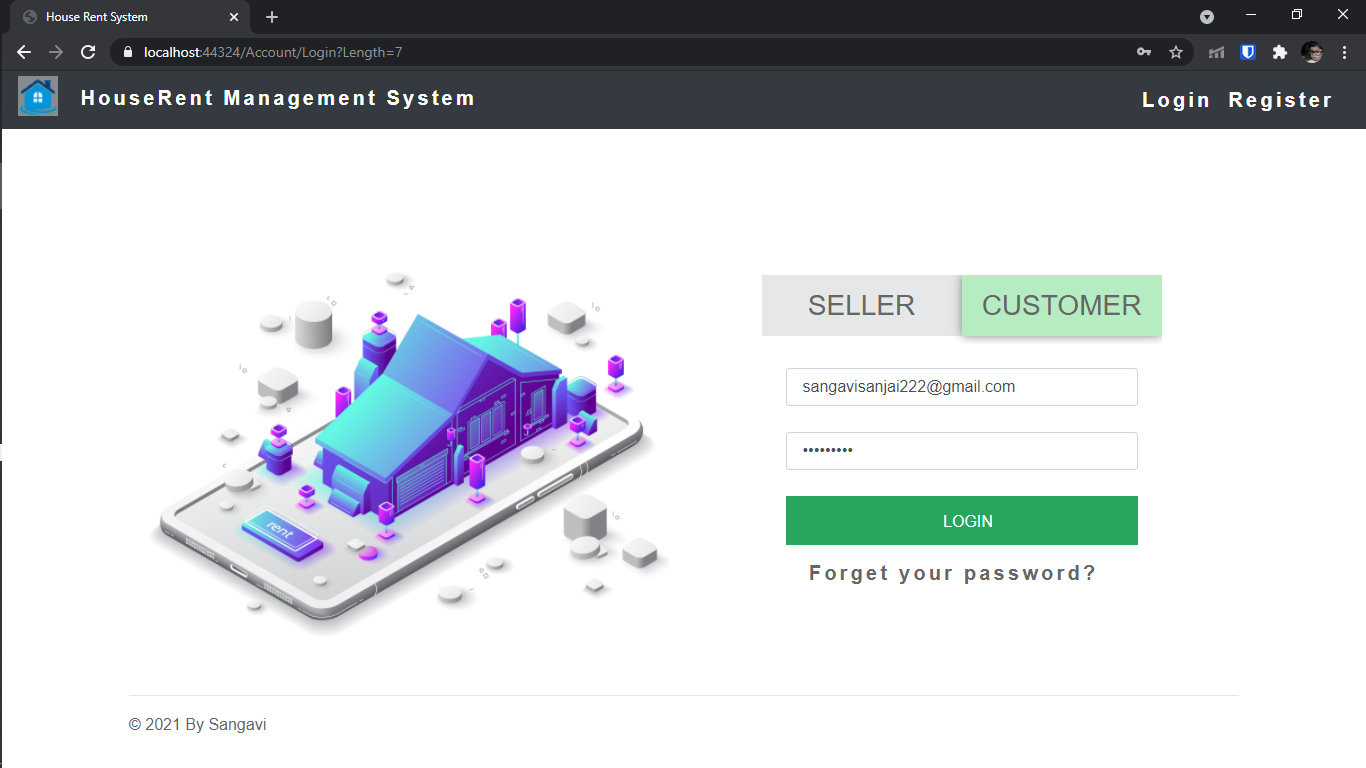 House Rent System
localhost:44324/Account/Login?Length=7
HouseRent Management System
Login Register
SELLER CUSTOMER
sangavisanjai222@gmail.com
•••••••••
LOGIN
Forget your password?
rent
© 2021 By Sangavi